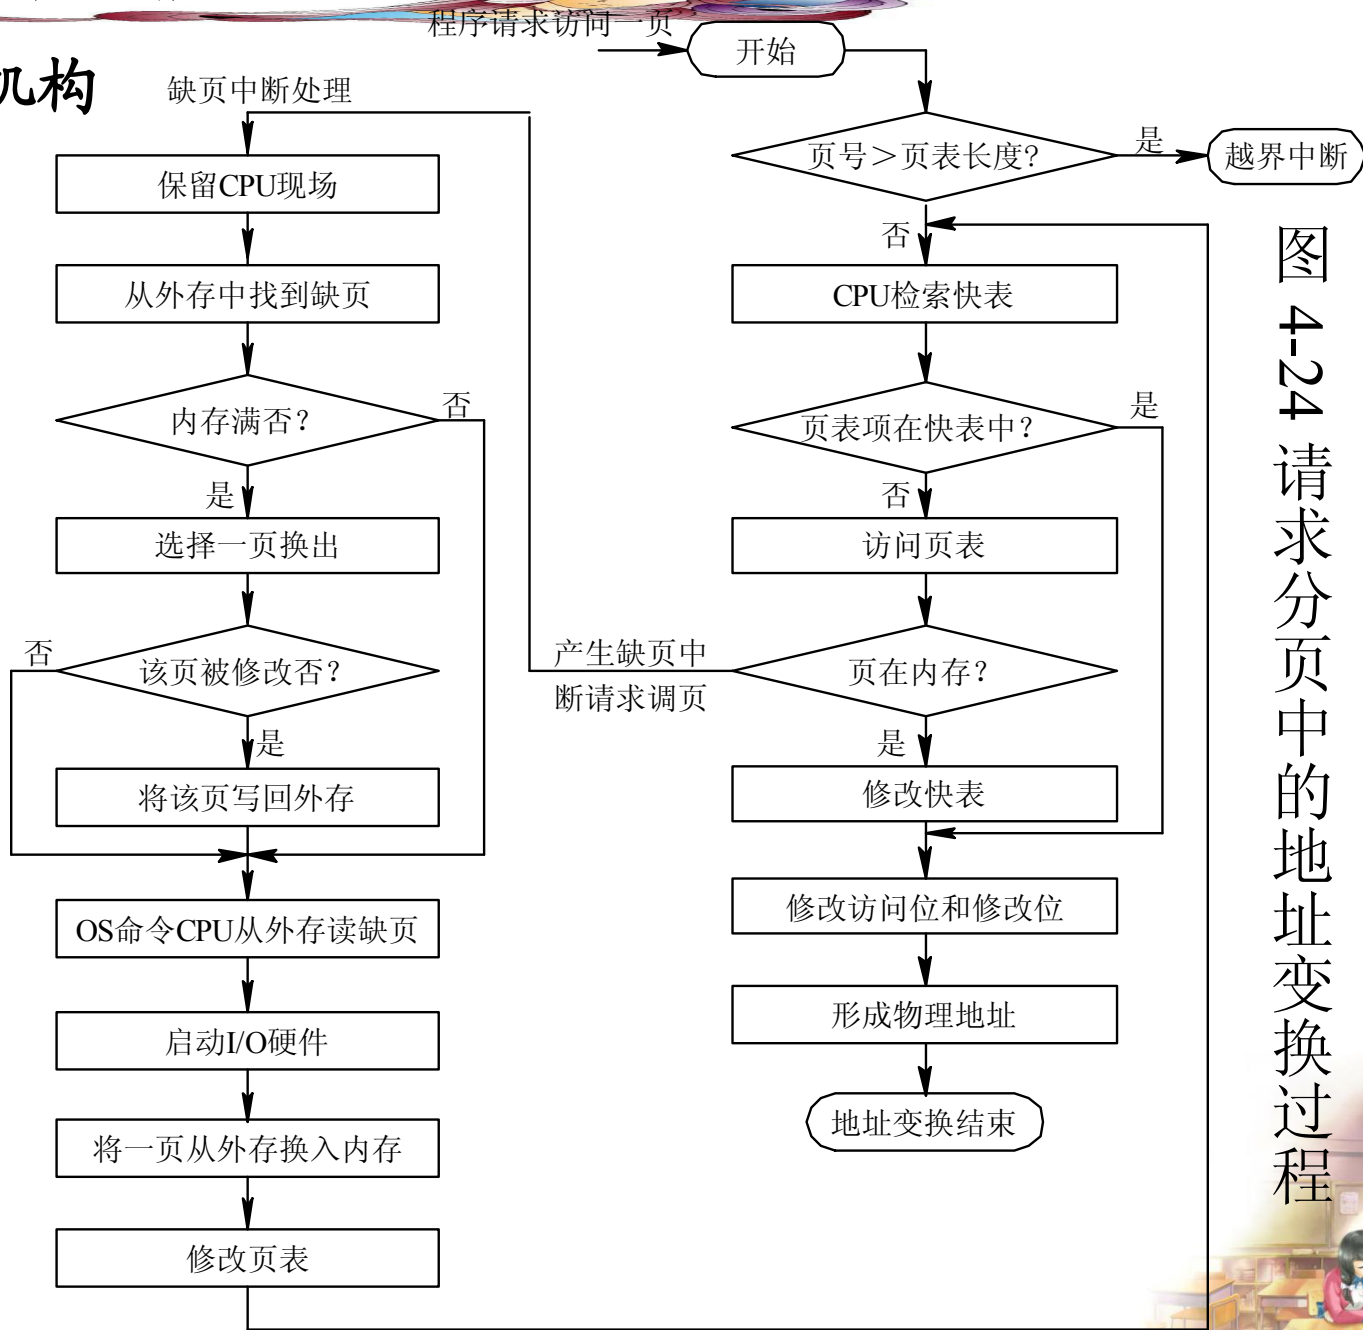 程序请求访问一页
开始
机构
缺页中断处理
页号＞页表长度?
是
越界中断
保留CPU现场
否
从外存中找到缺页
CPU检索快表
内存满否？
否
页表项在快表中？
是
是
否
选择一页换出
访问页表
否
该页被修改否？
产生缺页中
断请求调页
页在内存？
是
是
将该页写回外存
修改快表
OS命令CPU从外存读缺页
修改访问位和修改位
启动I/O硬件
形成物理地址
将一页从外存换入内存
地址变换结束
修改页表
图 4-24 请求分页中的地址变换过程